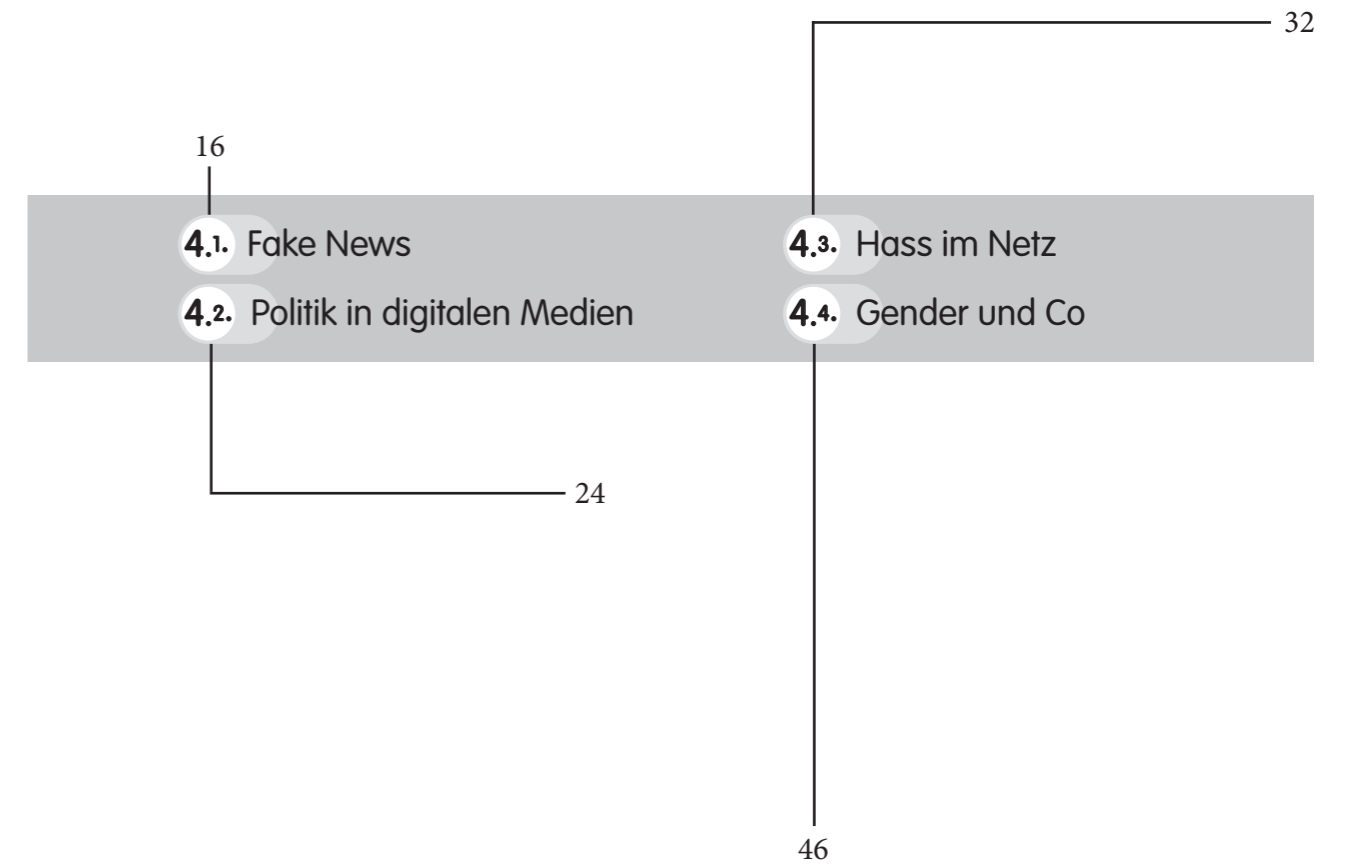 32
16
4.1. Fake News
4.2. Politik in digitalen Medien
4.3. Hass im Netz
4.4. Gender und Co
24
46